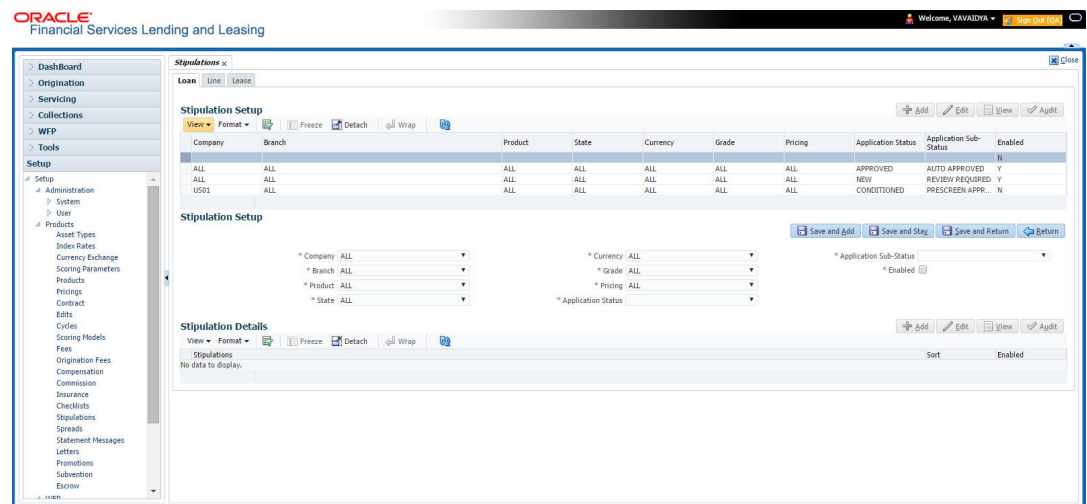 ORACLE
Financial Services Lending and Leasing
Welcome, VAVAIDYA
Sign Out [QA]
Close
DashBoard
Origination
Servicing
Collections
WFP
Tools
Setup
Setup
Administration
System
User
Products
Asset Types
Index Rates
Currency Exchange
Scoring Parameters
Products
Pricings
Contract
Edits
Cycles
Scoring Models
Fees
Origination Fees
Compensation
Commission
Insurance
Checklists
Stipulations
Spreads
Statement Messages
Letters
Promotions
Subvention
Escrow
WFP
Stipulations x
Loan Line Lease
Stipulation Setup
Add Edit View Audit
View Format Freeze Detach Wrap
Company Branch Product State Currency Grade Pricing Application Status Application Sub-Status Enabled
N
ALL ALL ALL ALL ALL ALL ALL APPROVED AUTO APPROVED Y
ALL ALL ALL ALL ALL ALL ALL NEW REVIEW REQUIRED Y
US01 ALL ALL ALL ALL ALL ALL CONDITIONED PRESCREEN APPR... N
Stipulation Setup
Save and Add Save and Stay Save and Return Return
* Company ALL * Currency ALL * Application Sub-Status
* Branch ALL * Grade ALL * Enabled
* Product ALL * Pricing ALL
* State ALL * Application Status
Stipulation Details
Add Edit View Audit
View Format Freeze Detach Wrap
Stipulations Sort Enabled
No data to display.